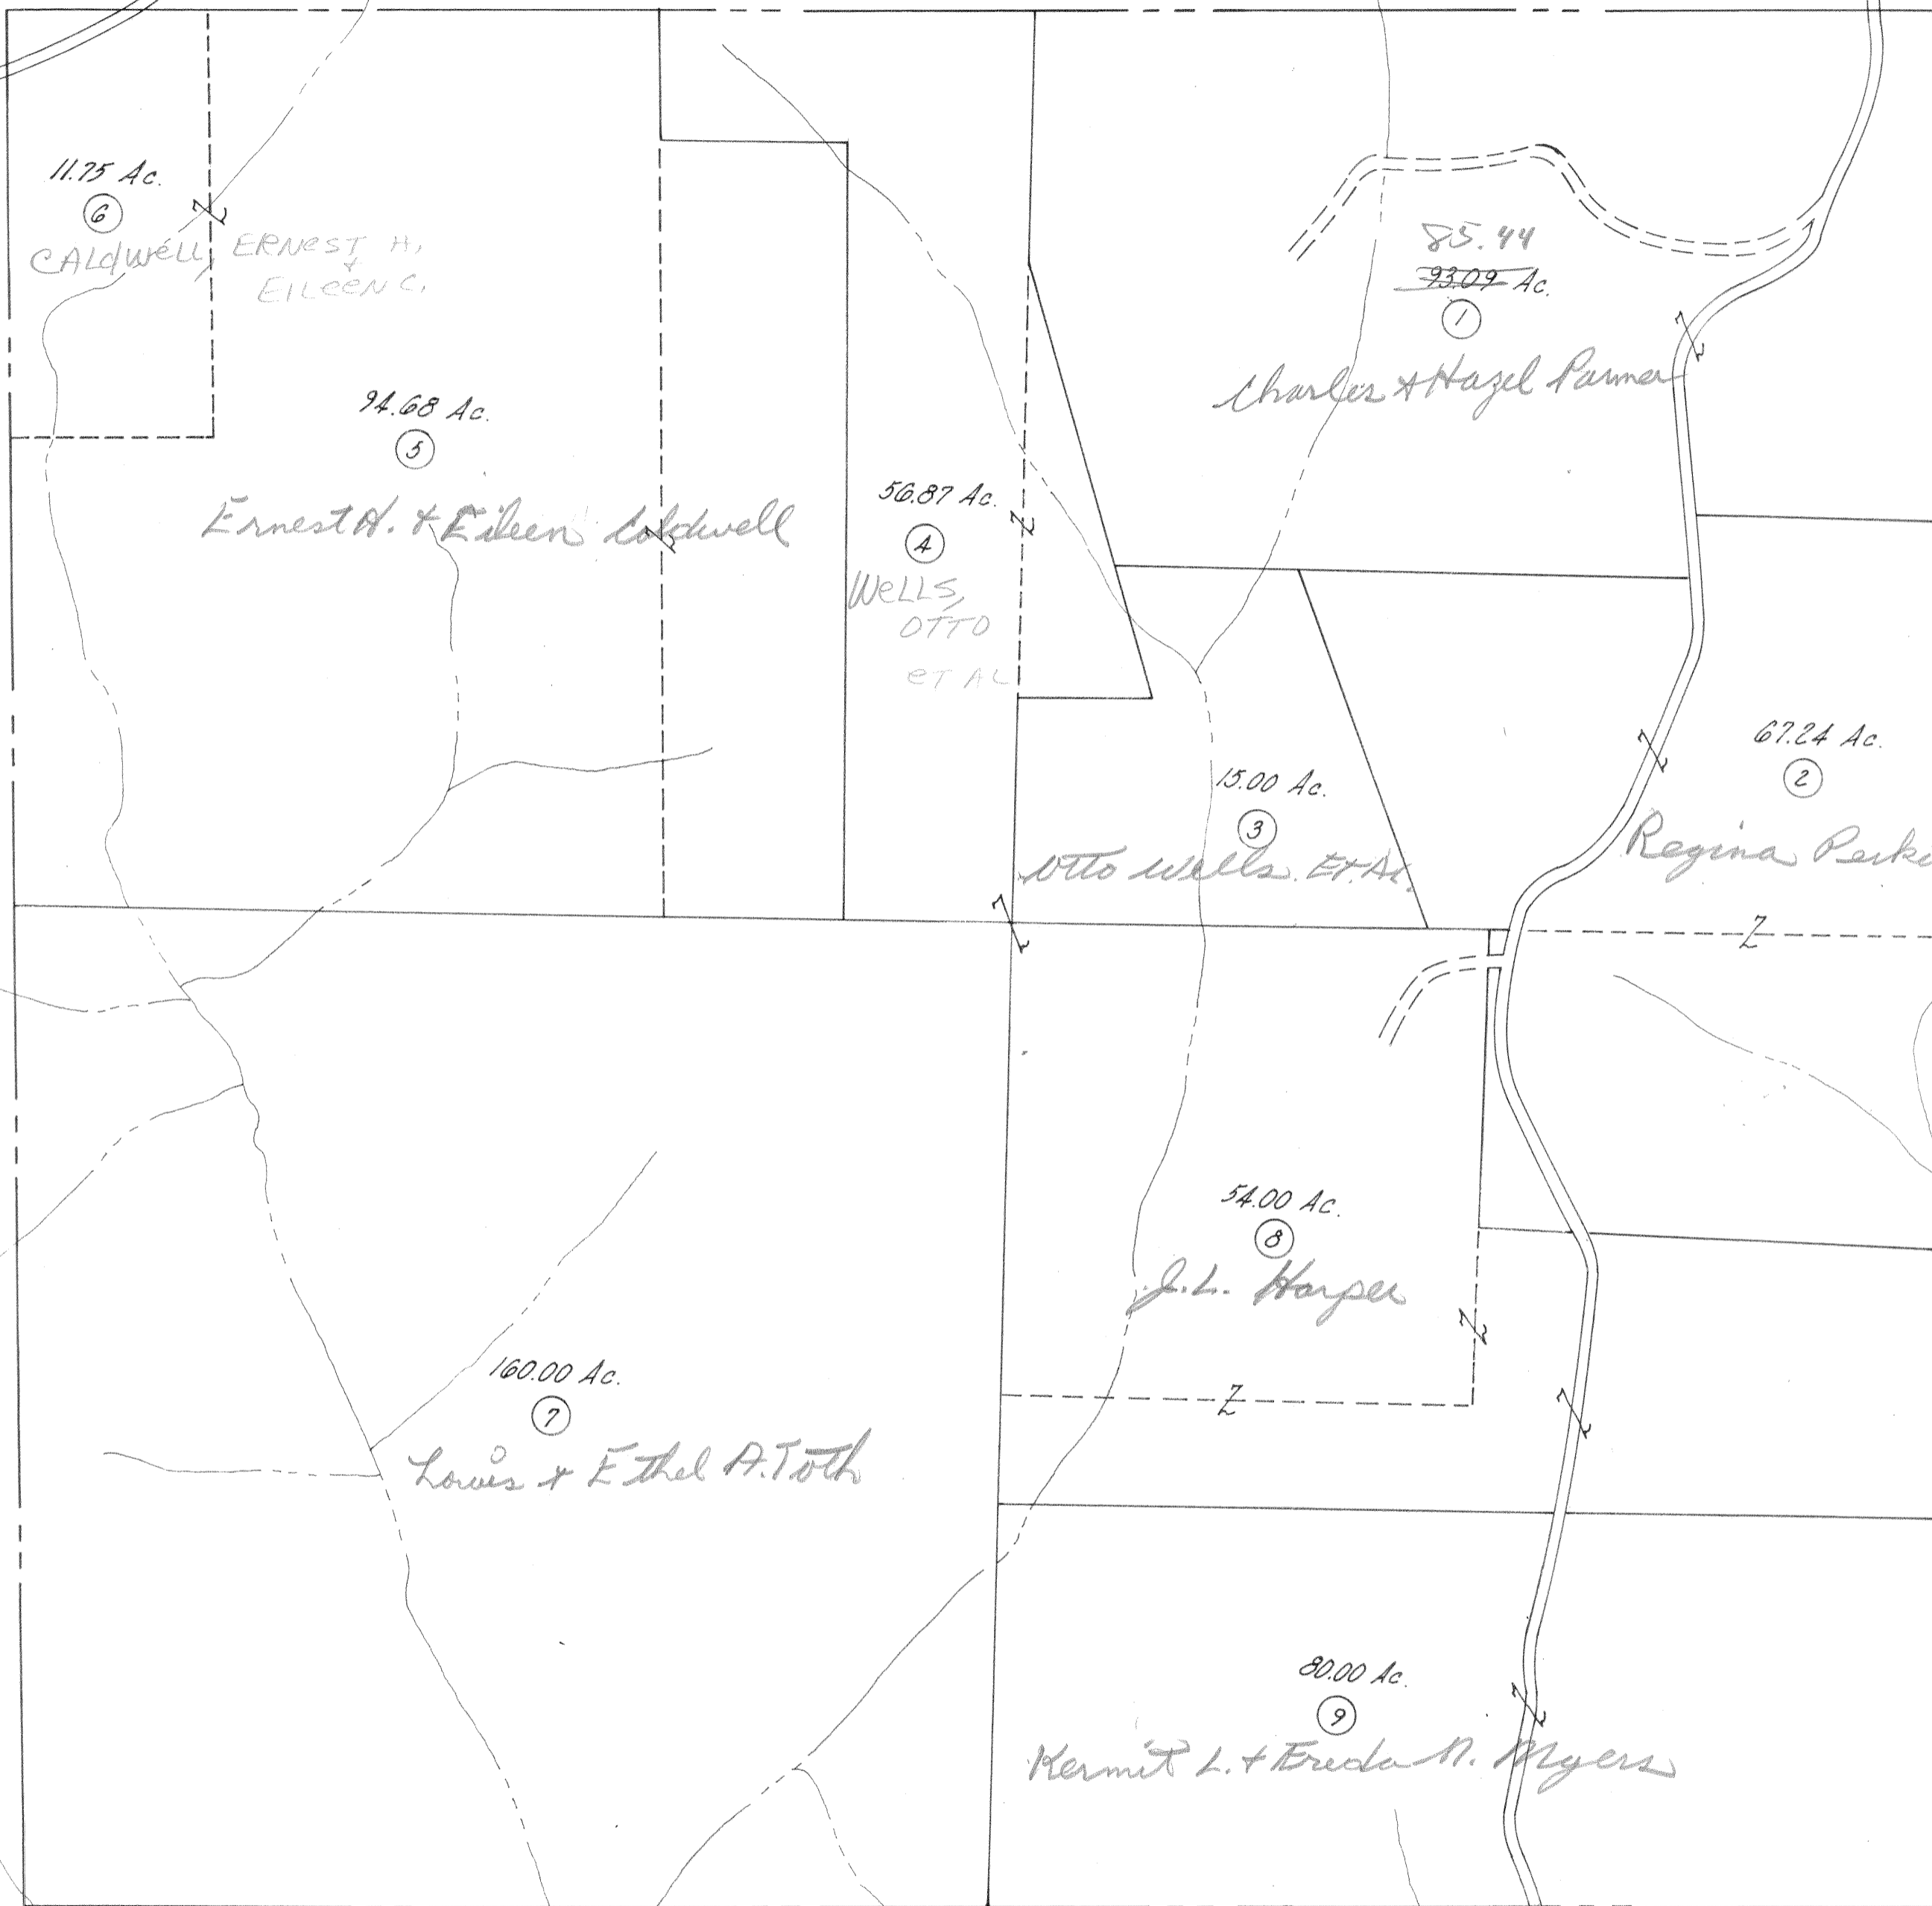 11.75 Ac.
6
CALdWeLL, ERNEST H,
+
EILEEN C.
94.68 Ac.
5
Ernest H. & Eileen Caldwell
56.87 Ac.
4
WeLLS,
OTTO
eT AL
85.44
93.09 Ac.
1
Charles & Hazel Parmer
67.24 Ac.
2
Regina
15.00 Ac.
3
Otto Wells. Et. Al.
54.00 Ac.
8
J.L. Harper
160.00 Ac.
7
Louis + Ethel A. Toth
80.00 Ac.
9
Kermit L. + Freda N. Myers
Z
Z
Z
Z
Z
Z
Z
Z
Z
Z
Z
Z